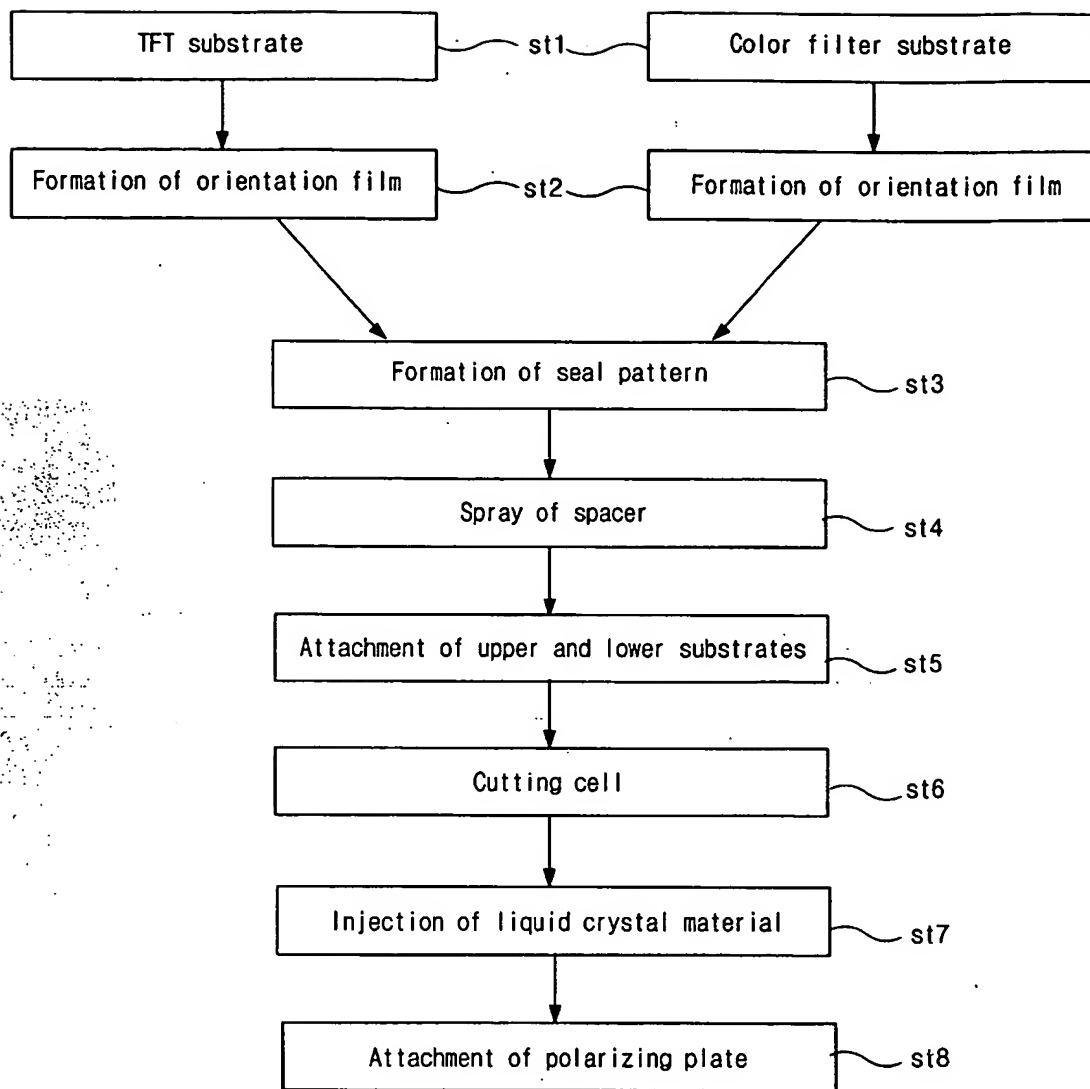 TFT substrate
st1
Color filter substrate
Formation of orientation film
st2
Formation of orientation film
Formation of seal pattern
st3
Spray of spacer
st4
Attachment of upper and lower substrates
st5
Cutting cell
st6
Injection of liquid crystal material
st7
Attachment of polarizing plate
st8